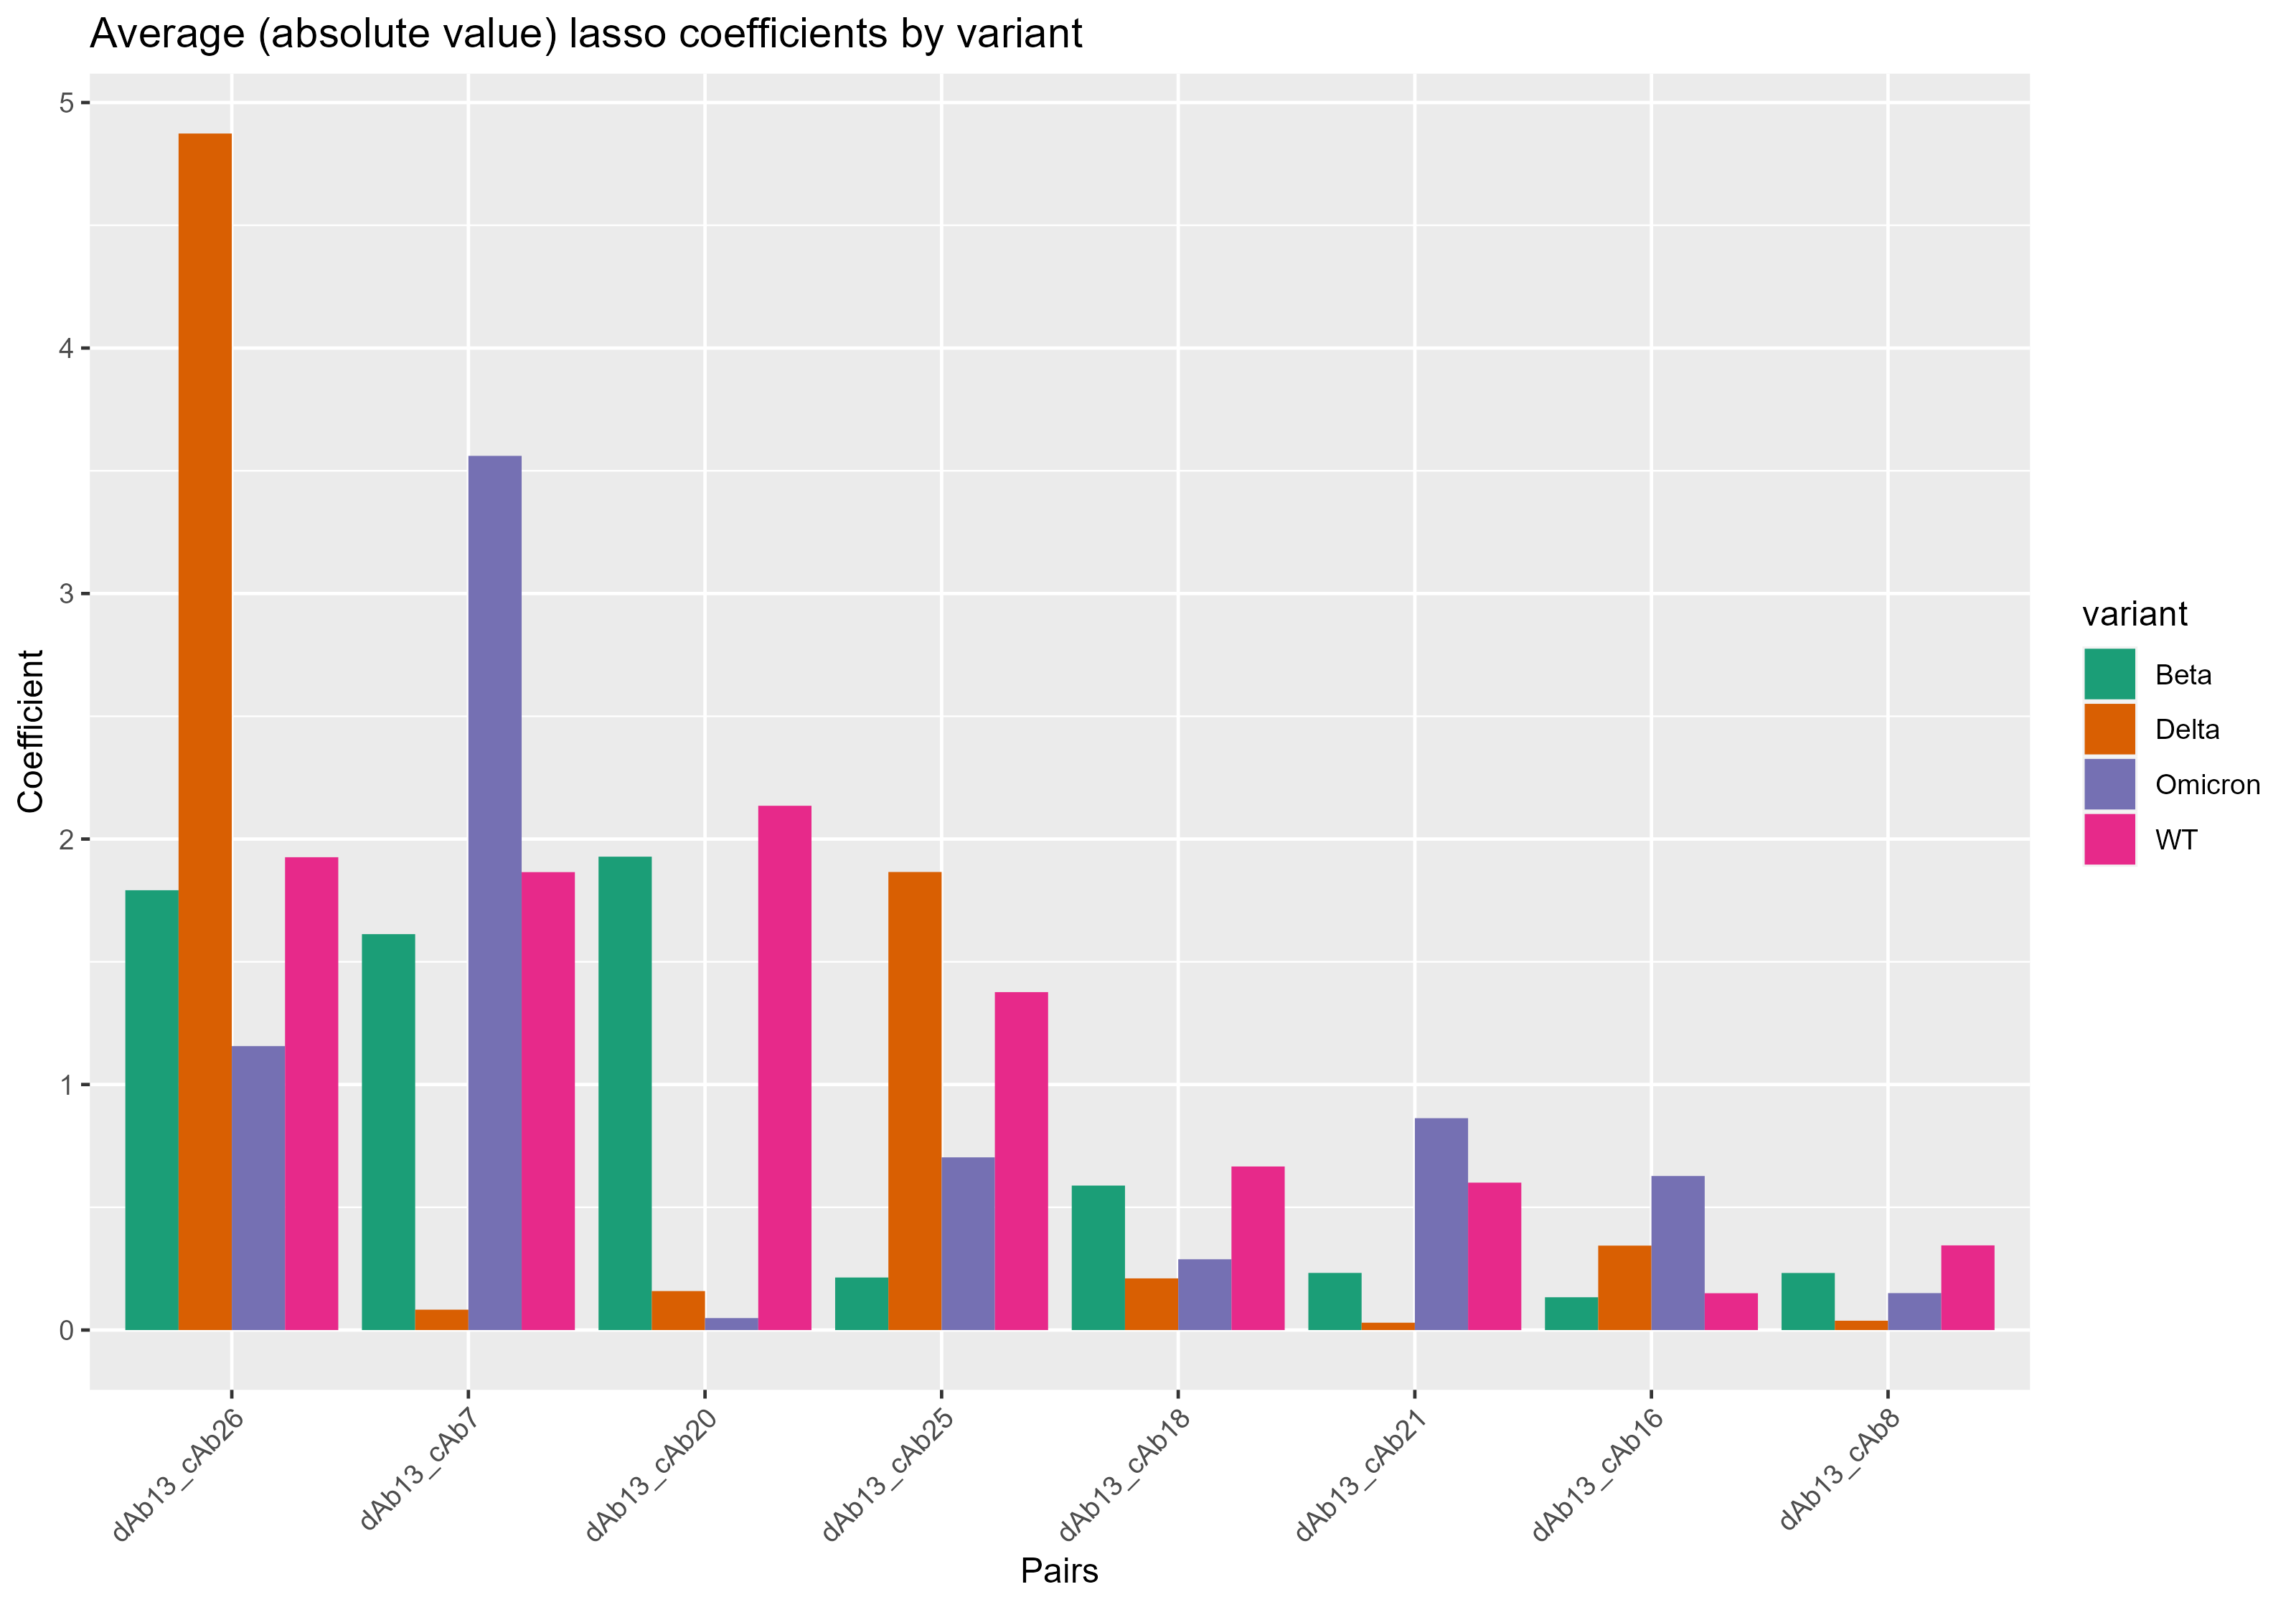 Average (absolute value) lasso coefficients by variant
5
4
3
2
1
0
Coefficient
dAb13_cAb26
dAb13_cAb7
dAb13_cAb20
dAb13_cAb25
dAb13_cAb18
dAb13_cAb21
dAb13_cAb16
dAb13_cAb8
Pairs
variant
Beta
Delta
Omicron
WT